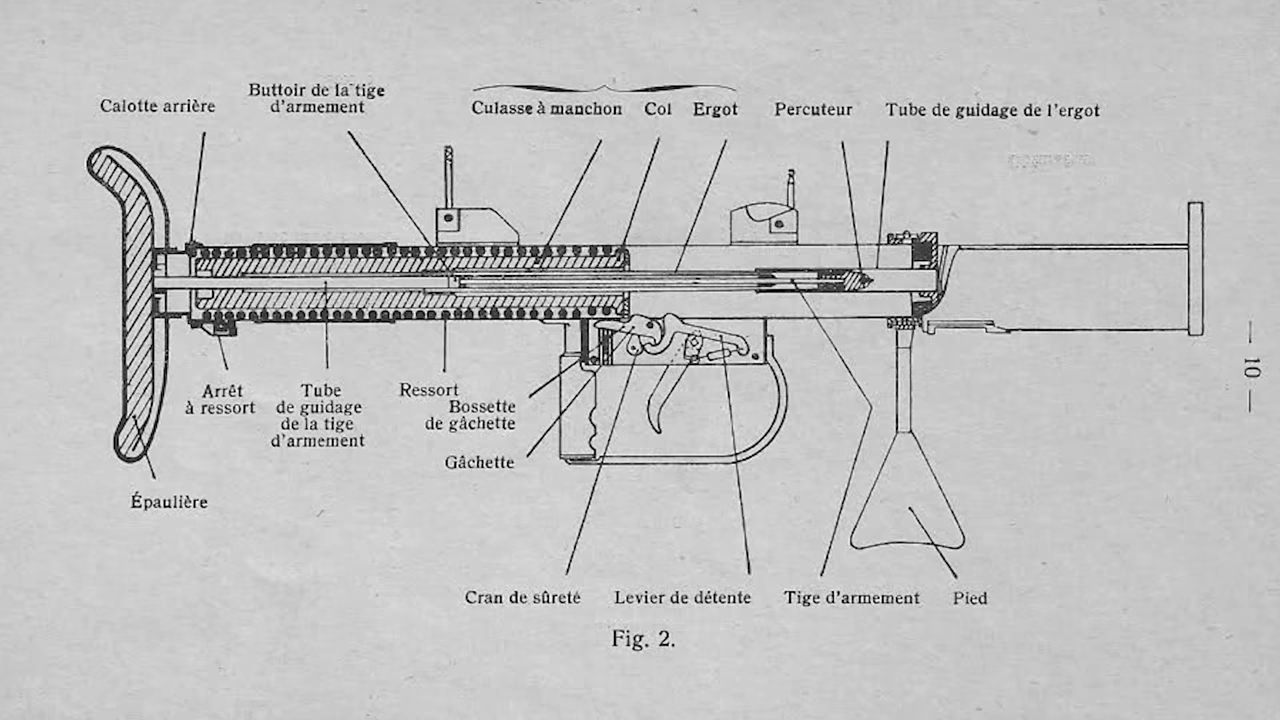 Buttoir de la tige
d'armement
Calotte arrière
Culasse à manchon Col Ergot Percuteur Tube de guidage de l'ergot
Arrêt
à ressort
Tube
de guidage
de la tige
d'armement
Ressort
Bossette
de gâchette
Gâchette
Épaulière
Cran de sûreté Levier de détente Tige d'armement Pied
Fig. 2.
— 10 —